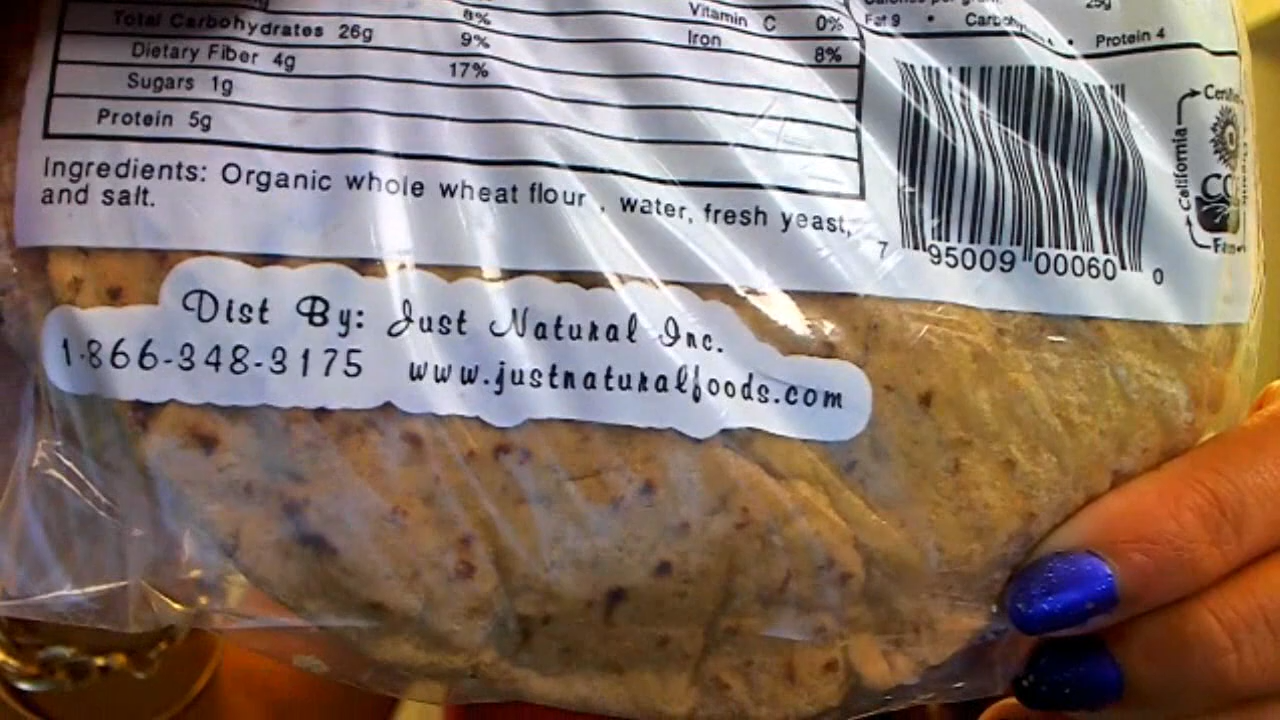 8%
Total Carbohydrates 26g 9%
Dietary Fiber 4g 17%
Sugars 1g
Protein 5g
Vitamin C 0%
Iron 8%
Fat 9 •
• Protein 4
Ingredients: Organic whole wheat flour , water, fresh yeast,
and salt.
7 95009 00060 0
California
Dist By: Just Natural Inc.
1-866-348-3175 www.justnaturalfoods.com